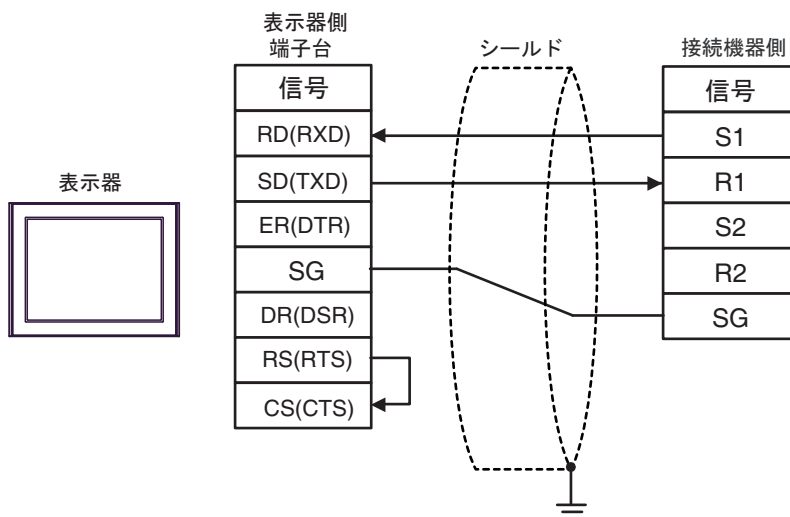 表示器側
端子台
シールド
接続機器側
信号
信号
RD(RXD)
S1
表示器
SD(TXD)
R1
ER(DTR)
S2
SG
R2
DR(DSR)
SG
RS(RTS)
CS(CTS)